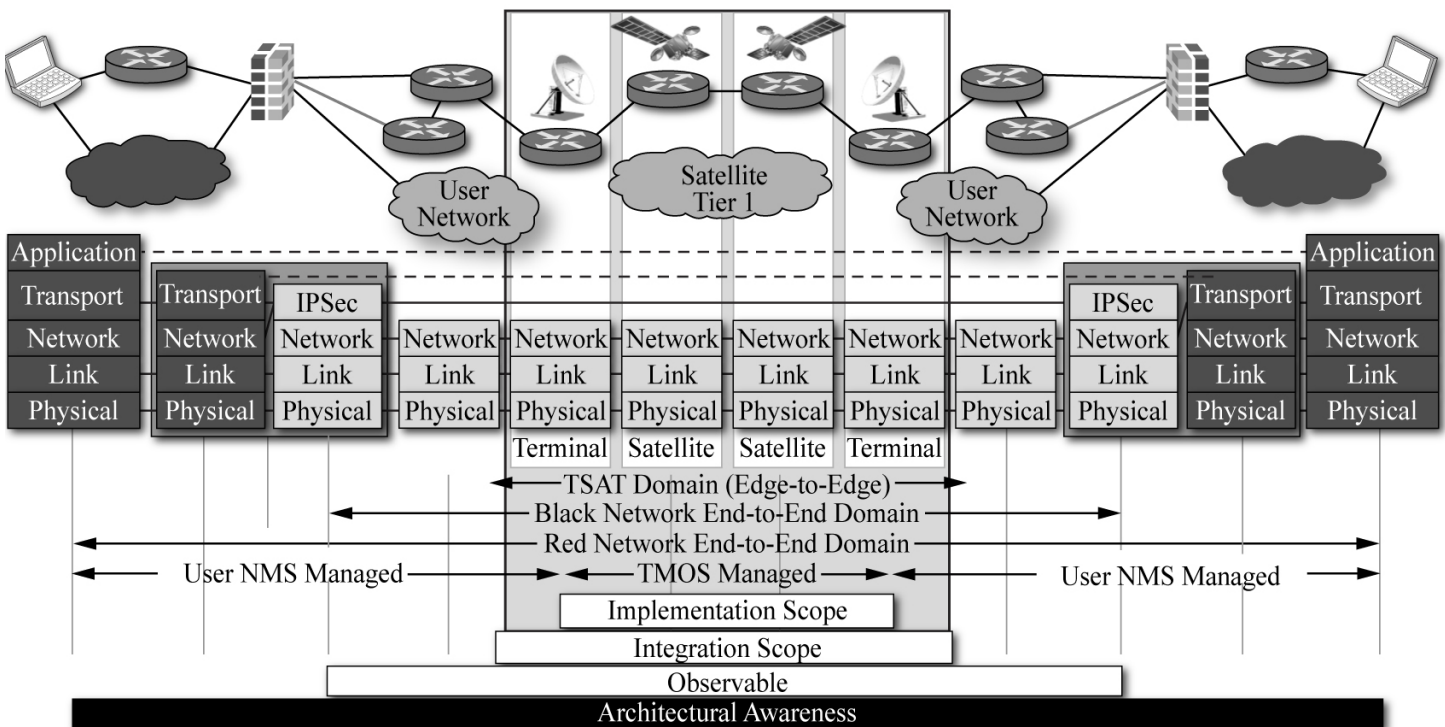 User
Network
Satellite
Tier 1
User
Network
Application
Transport
Network
Link
Physical
Transport
Network
Link
Physical
IPSec
Network
Link
Physical
Network
Link
Physical
Network
Link
Physical
Terminal
Network
Link
Physical
Satellite
Network
Link
Physical
Satellite
Network
Link
Physical
Terminal
Network
Link
Physical
IPSec
Network
Link
Physical
Transport
Network
Link
Physical
Application
Transport
Network
Link
Physical
TSAT Domain (Edge-to-Edge)
Black Network End-to-End Domain
Red Network End-to-End Domain
User NMS Managed
TMOS Managed
User NMS Managed
Implementation Scope
Integration Scope
Observable
Architectural Awareness